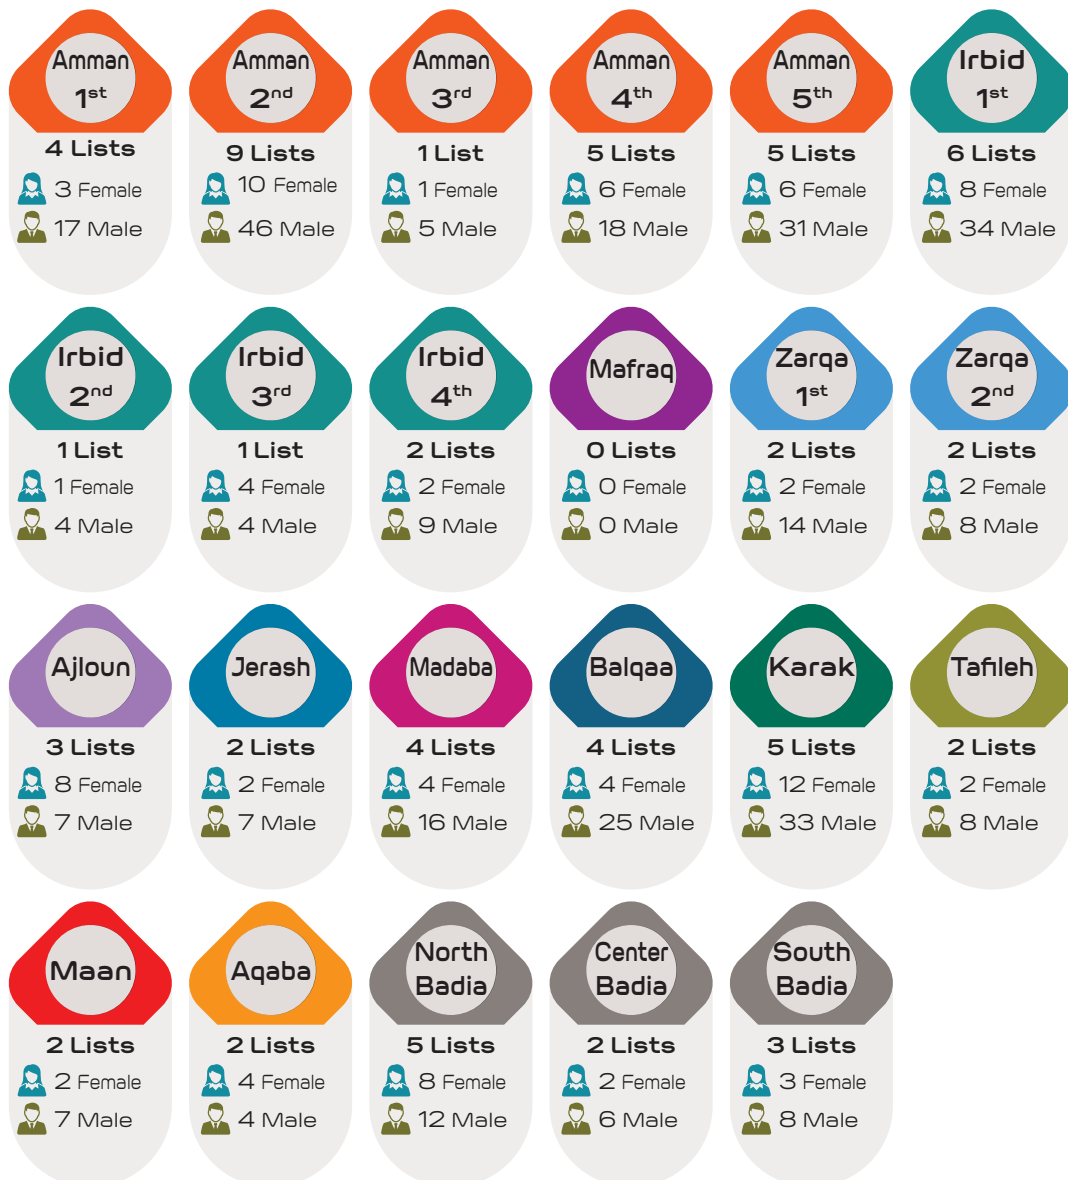 Amman
1st
4 Lists
3 Female
17 Male
Amman
2nd
9 Lists
10 Female
46 Male
Amman
3rd
1 List
1 Female
5 Male
Amman
4th
5 Lists
6 Female
18 Male
Amman
5th
5 Lists
6 Female
31 Male
Irbid
1st
6 Lists
8 Female
34 Male
Irbid
2nd
1 List
1 Female
4 Male
Irbid
3rd
1 List
4 Female
4 Male
Irbid
4th
2 Lists
2 Female
9 Male
Mafraq
0 Lists
0 Female
0 Male
Zarqa
1st
2 Lists
2 Female
14 Male
Zarqa
2nd
2 Lists
2 Female
8 Male
Ajloun
3 Lists
8 Female
7 Male
Jerash
2 Lists
2 Female
7 Male
Madaba
4 Lists
4 Female
16 Male
Balqaa
4 Lists
4 Female
25 Male
Karak
5 Lists
12 Female
33 Male
Tafileh
2 Lists
2 Female
8 Male
Maan
2 Lists
2 Female
7 Male
Aqaba
2 Lists
4 Female
4 Male
North
Badia
5 Lists
8 Female
12 Male
Center
Badia
2 Lists
2 Female
6 Male
South
Badia
3 Lists
3 Female
8 Male